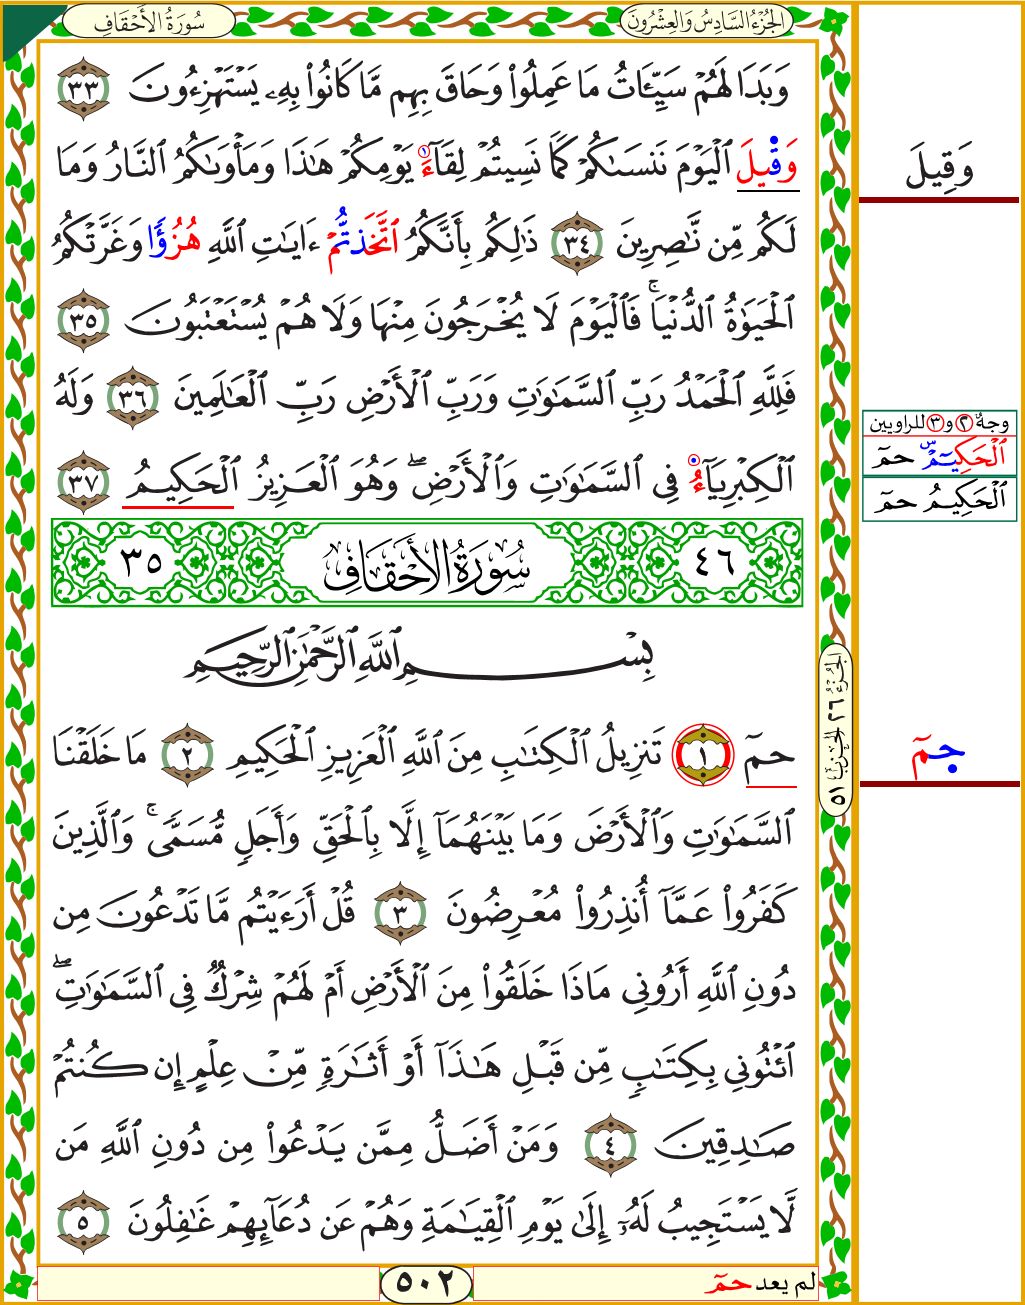 سُورَةُ الأَحْقَافِ
الجُزْءُ السَّادِسُ وَالعِشْرُونَ
وَبَدَا لَهُمْ سَيِّـَٔاتُ مَا عَمِلُوا۟ وَحَاقَ بِهِم مَّا كَانُوا۟ بِهِۦ يَسْتَهْزِءُونَ ٣٣
وَقِيلَ ٱلْيَوْمَ نَنسَىٰكُمْ كَمَا نَسِيتُمْ لِقَآءَ يَوْمِكُمْ هَٰذَا وَمَأْوَىٰكُمُ ٱلنَّارُ وَمَا
لَكُم مِّن نَّٰصِرِينَ ٣٤ ذَٰلِكُم بِأَنَّكُمُ ٱتَّخَذتُّمْ ءَايَٰتِ ٱللَّهِ هُزُؤًا وَغَرَّتْكُمُ
ٱلْحَيَوٰةُ ٱلدُّنْيَا ۚ فَٱلْيَوْمَ لَا يُخْرَجُونَ مِنْهَا وَلَا هُمْ يُسْتَعْتَبُونَ ٣٥
فَلِلَّهِ ٱلْحَمْدُ رَبِّ ٱلسَّمَٰوَٰتِ وَرَبِّ ٱلْأَرْضِ رَبِّ ٱلْعَٰلَمِينَ ٣٦ وَلَهُ
ٱلْكِبْرِيَآءُ فِى ٱلسَّمَٰوَٰتِ وَٱلْأَرْضِ ۖ وَهُوَ ٱلْعَزِيزُ ٱلْحَكِيمُ ٣٧
٤٦ سُورَةُ الأَحْقَافِ ٣٥
بِسْمِ ٱللَّهِ ٱلرَّحْمَٰنِ ٱلرَّحِيمِ
حمٓ ١ تَنزِيلُ ٱلْكِتَٰبِ مِنَ ٱللَّهِ ٱلْعَزِيزِ ٱلْحَكِيمِ ٢ مَا خَلَقْنَا
ٱلسَّمَٰوَٰتِ وَٱلْأَرْضَ وَمَا بَيْنَهُمَآ إِلَّا بِٱلْحَقِّ وَأَجَلٍ مُّسَمًّى ۚ وَٱلَّذِينَ
كَفَرُوا۟ عَمَّآ أُنذِرُوا۟ مُعْرِضُونَ ٣ قُلْ أَرَءَيْتُم مَّا تَدْعُونَ مِن
دُونِ ٱللَّهِ أَرُونِى مَاذَا خَلَقُوا۟ مِنَ ٱلْأَرْضِ أَمْ لَهُمْ شِرْكٌ فِى ٱلسَّمَٰوَٰتِ ۖ
ٱئْتُونِى بِكِتَٰبٍ مِّن قَبْلِ هَٰذَآ أَوْ أَثَٰرَةٍ مِّنْ عِلْمٍ إِن كُنتُمْ
صَٰدِقِينَ ٤ وَمَنْ أَضَلُّ مِمَّن يَدْعُوا۟ مِن دُونِ ٱللَّهِ مَن
لَّا يَسْتَجِيبُ لَهُۥٓ إِلَىٰ يَوْمِ ٱلْقِيَٰمَةِ وَهُمْ عَن دُعَآئِهِمْ غَٰفِلُونَ ٥
لم يعد حمٓ
٥٠٢
وَقِيلَ
وجهُ ٢ و٣ للراويين
ٱلْحَكِيمُ س حمٓ
ٱلْحَكِيمُ حمٓ
الجُزْءُ ٢٦ الحِزْبُ ٥١
حمٓ